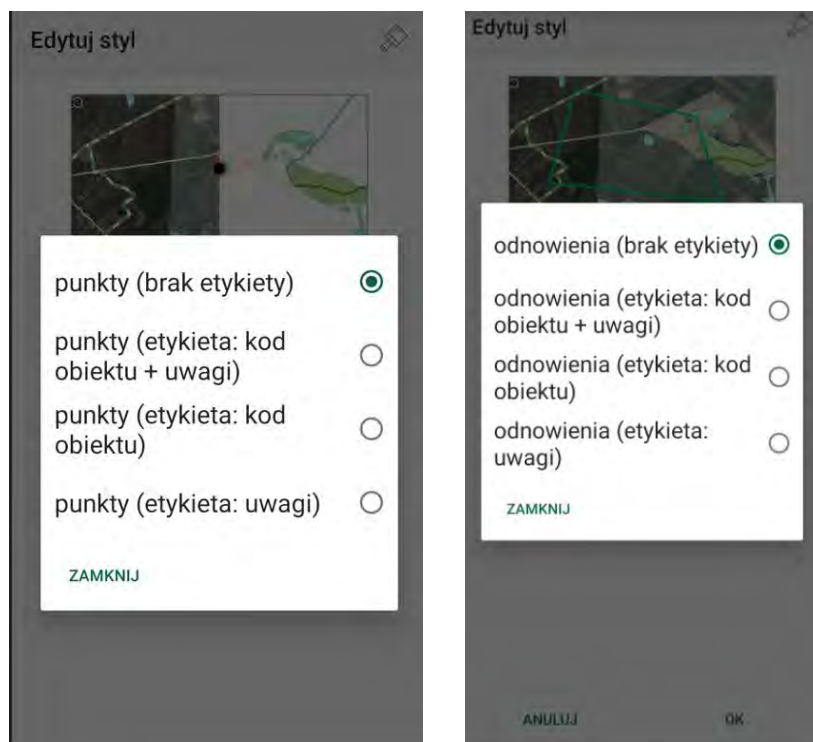 Edytuj styl
punkty (brak etykiety)
punkty (etykieta: kod
obiektu + uwagi)
punkty (etykieta: kod
obiektu)
punkty (etykieta: uwagi)
ZAMKNIJ
Edytuj styl
odnowienia (brak etykiety)
odnowienia (etykieta: kod
obiektu + uwagi)
odnowienia (etykieta: kod
obiektu)
odnowienia (etykieta:
uwagi)
ZAMKNIJ
ANULUJ OK